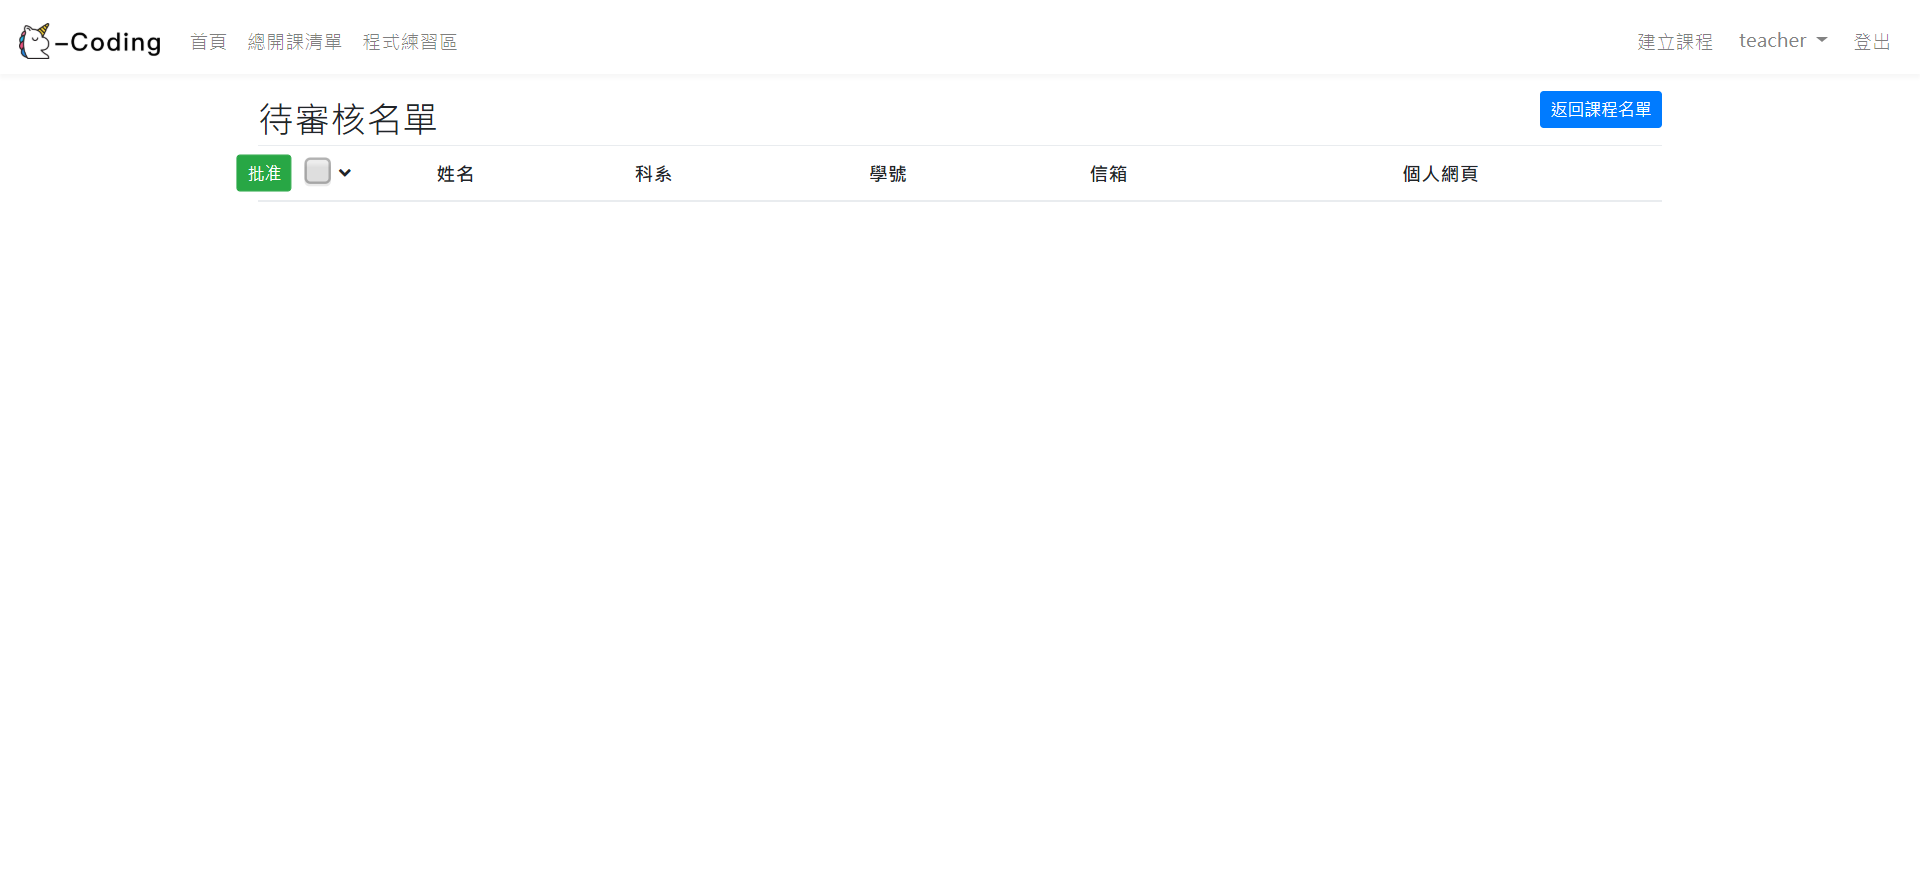 -Coding 首頁 總開課清單 程式練習區 建立課程 teacher 登出
待審核名單 返回課程名單
批准 姓名 科系 學號 信箱 個人網頁